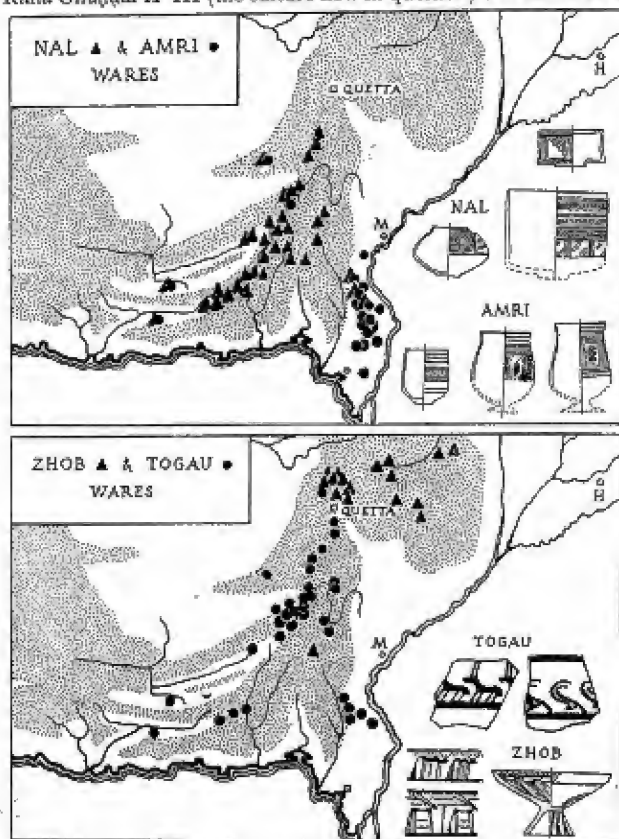 NAL ▲ & AMRI ●
WARES
QUETTA
H
M
NAL
AMRI
ZHOB ▲ & TOGAU ●
WARES
QUETTA
H
M
TOGAU
ZHOB